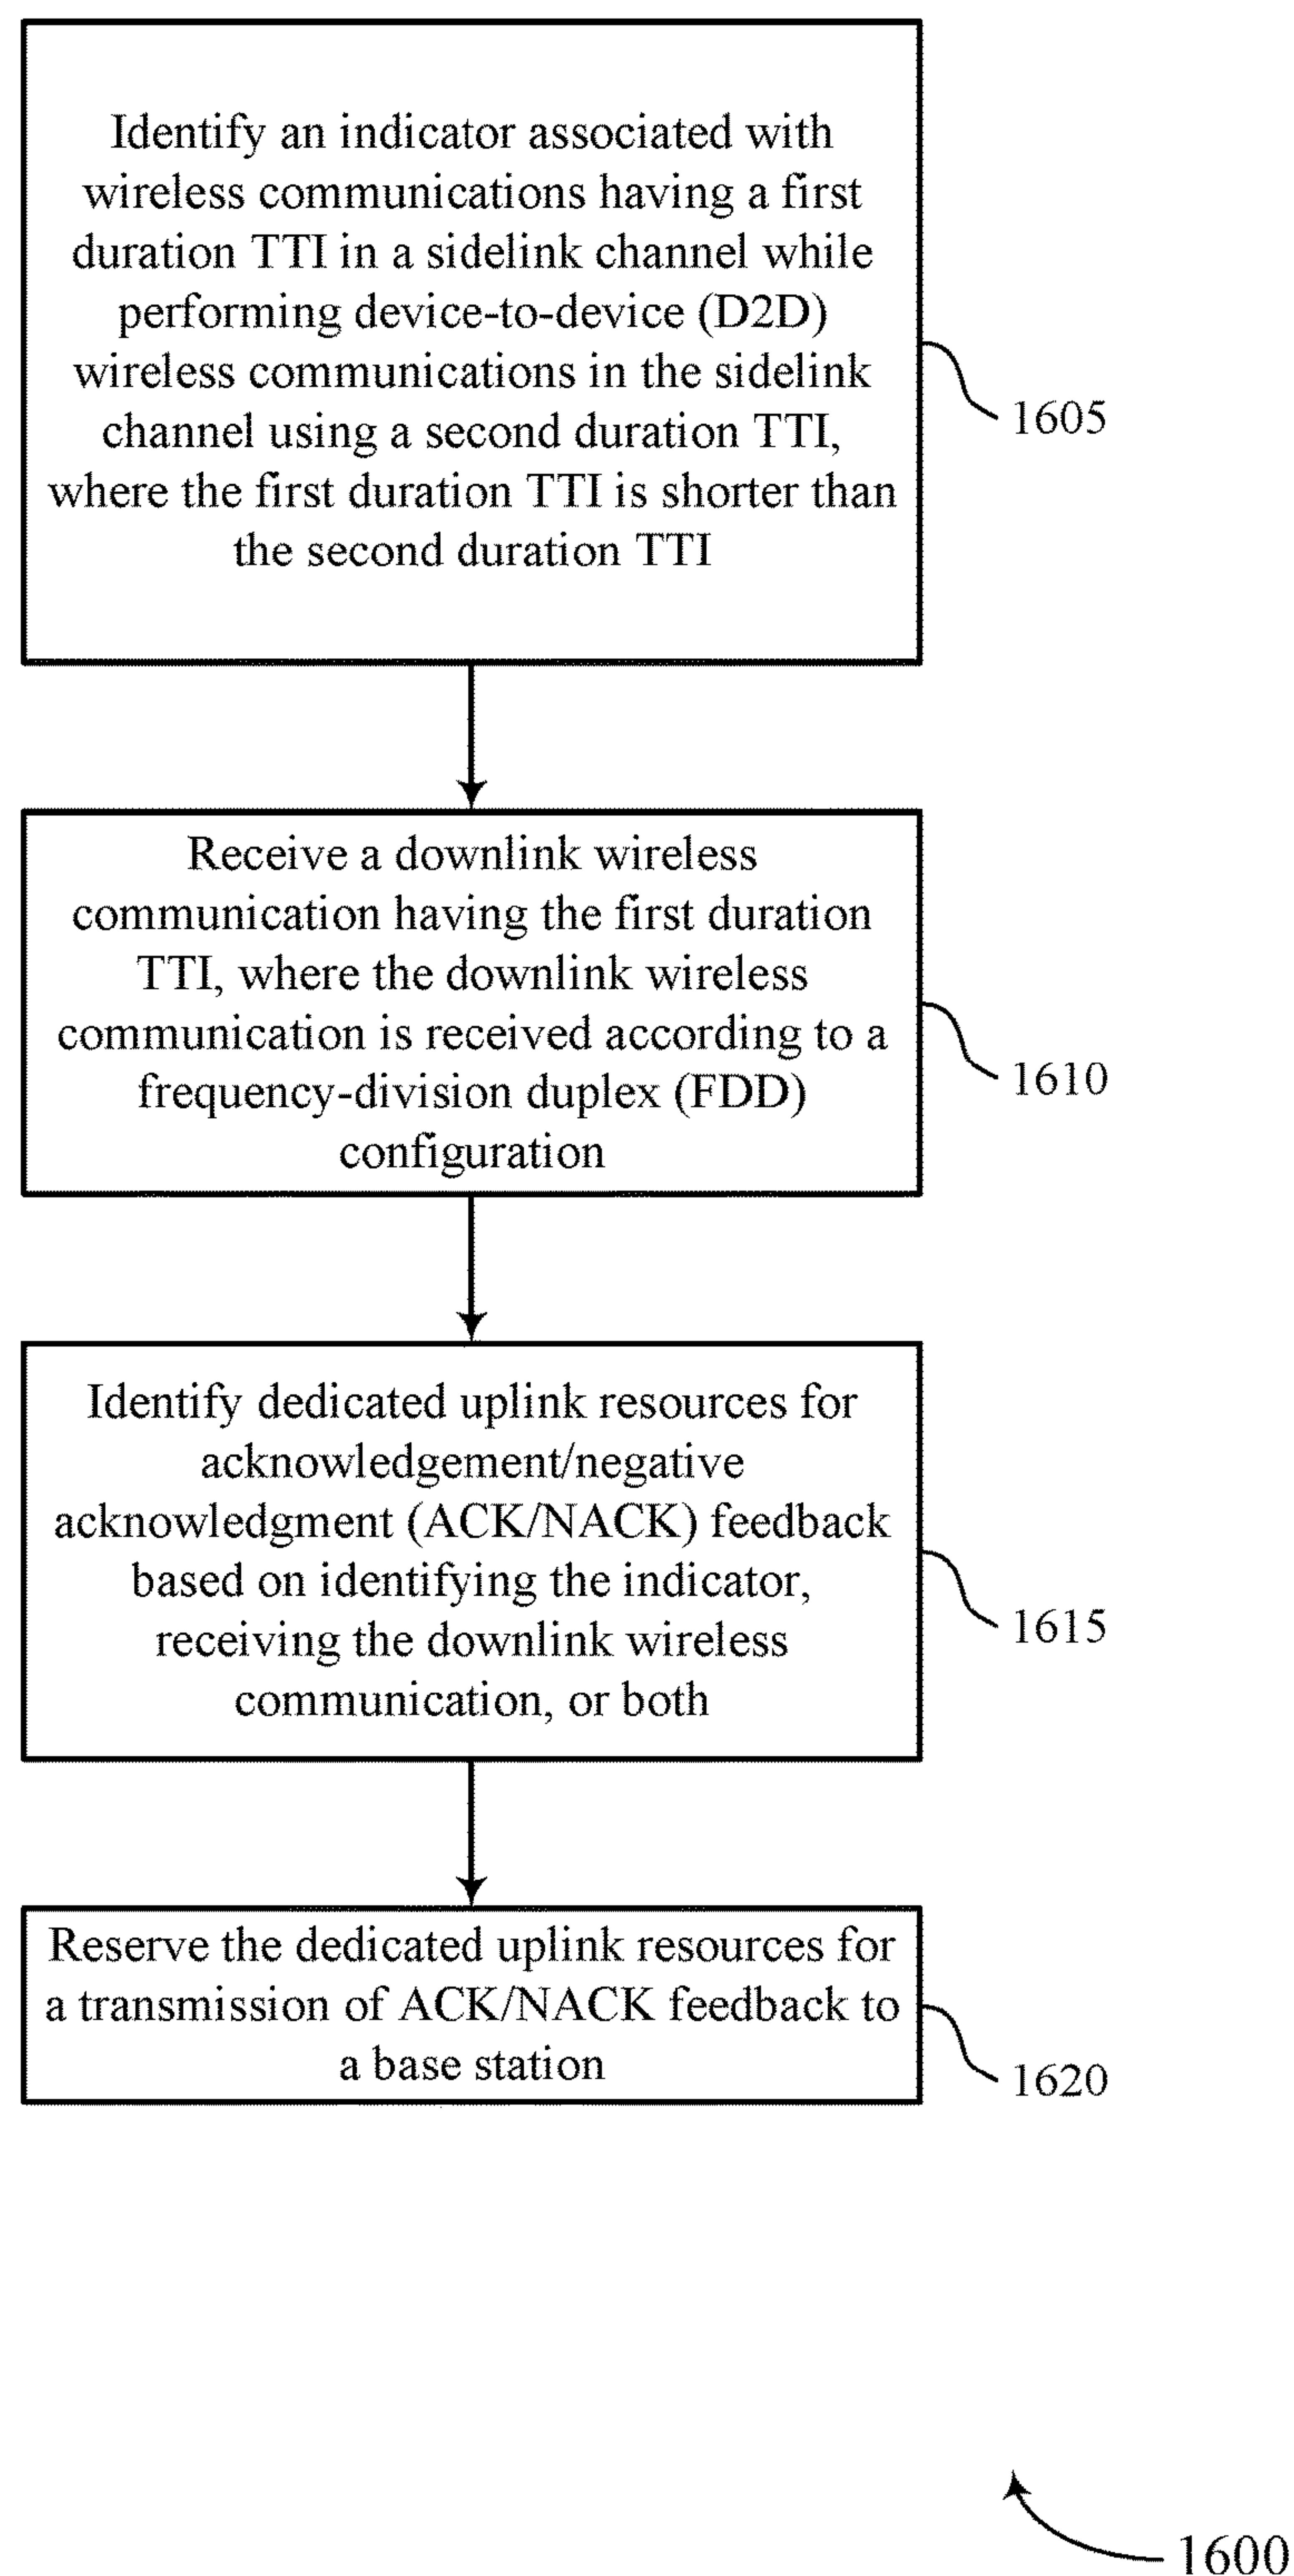 Identify an indicator associated with
wireless communications having a first
duration TTI in a sidelink channel while
performing device-to-device (D2D)
wireless communications in the sidelink
channel using a second duration TTI,
where the first duration TTI is shorter than
the second duration TTI
1605
Receive a downlink wireless
communication having the first duration
TTI, where the downlink wireless
communication is received according to a
frequency-division duplex (FDD)
configuration
1610
Identify dedicated uplink resources for
acknowledgement/negative
acknowledgment (ACK/NACK) feedback
based on identifying the indicator,
receiving the downlink wireless
communication, or both
1615
Reserve the dedicated uplink resources for
a transmission of ACK/NACK feedback to
a base station
1620
1600